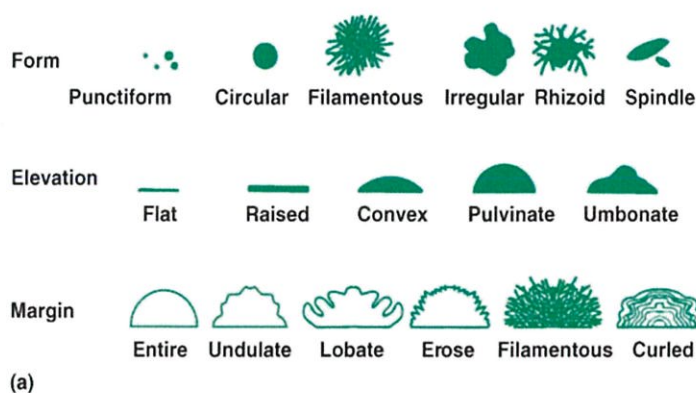 Form
Punctiform Circular Filamentous Irregular Rhizoid Spindle
Elevation
Flat Raised Convex Pulvinate Umbonate
Margin
Entire Undulate Lobate Erose Filamentous Curled
(a)